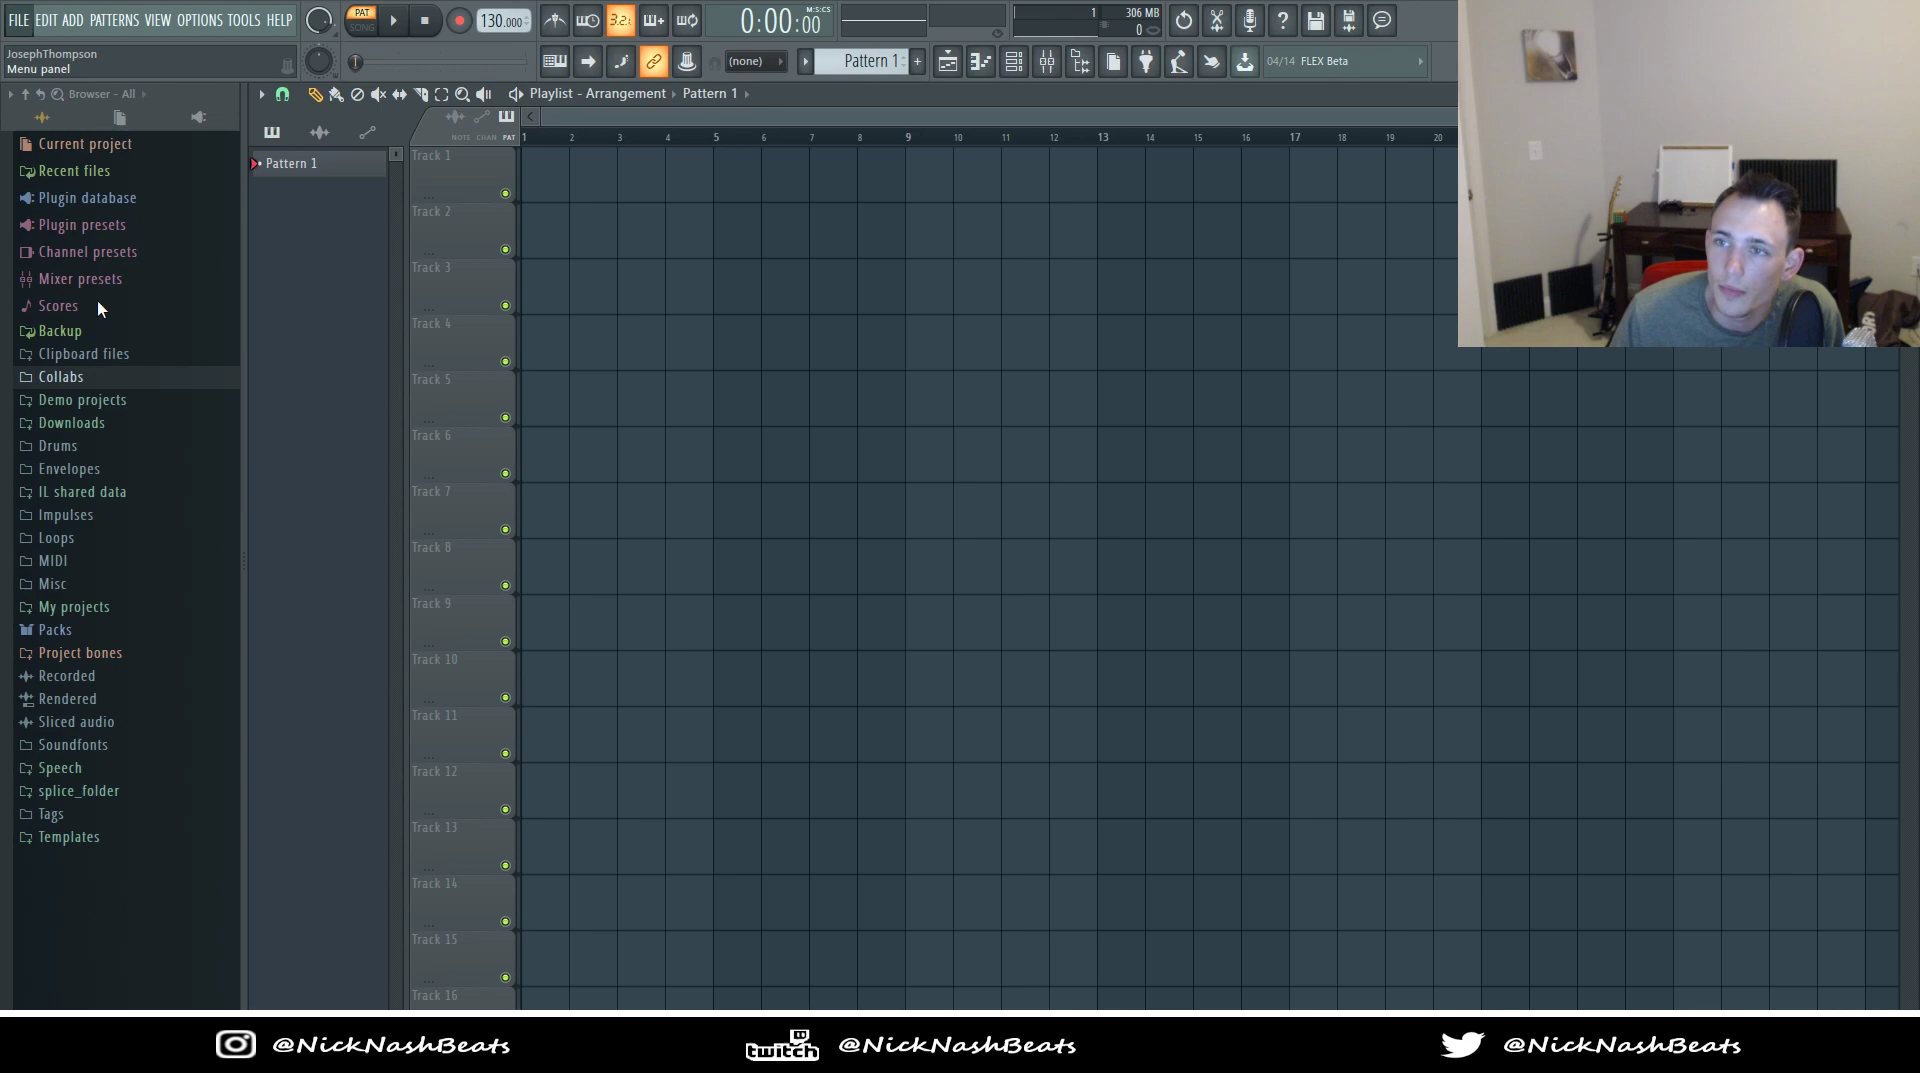 FILE EDIT ADD PATTERNS VIEW OPTIONS TOOLS HELP
PAT
SONG
130.000
3.2.
M:S:CS
0:00:00
1
306 MB
0
JosephThompson
Menu panel
(none)
Pattern 1
+
04/14 FLEX Beta
Browser - All
Playlist - Arrangement › Pattern 1 ›
NOTE CHAN PAT
1 2 3 4 5 6 7 8 9 10 11 12 13 14 15 16 17 18 19 20
Pattern 1
Current project
Recent files
Plugin database
Plugin presets
Channel presets
Mixer presets
Scores
Backup
Clipboard files
Collabs
Demo projects
Downloads
Drums
Envelopes
IL shared data
Impulses
Loops
MIDI
Misc
My projects
Packs
Project bones
Recorded
Rendered
Sliced audio
Soundfonts
Speech
splice_folder
Tags
Templates
Track 1
Track 2
Track 3
Track 4
Track 5
Track 6
Track 7
Track 8
Track 9
Track 10
Track 11
Track 12
Track 13
Track 14
Track 15
Track 16
@NickNashBeats
twitch @NickNashBeats
@NickNashBeats